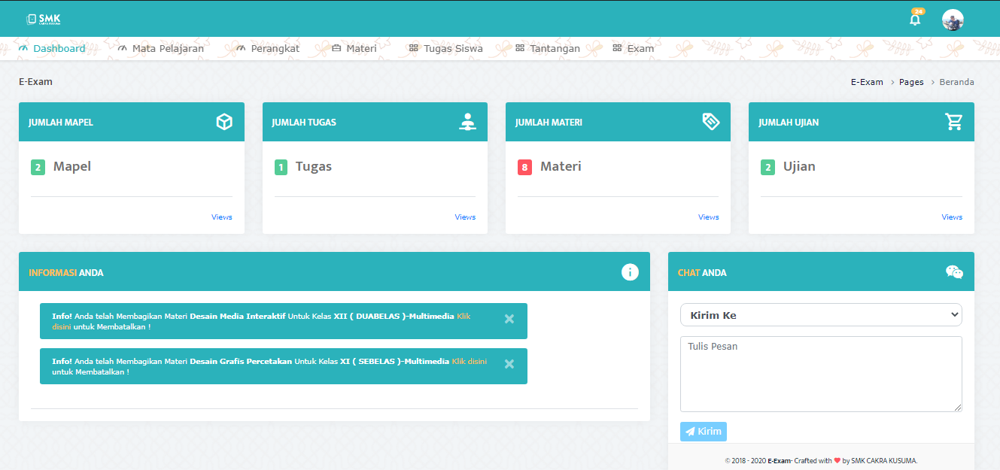 SMK
CAKRA KUSUMA
24
Dashboard
Mata Pelajaran
Perangkat
Materi
Tugas Siswa
Tantangan
Exam
E-Exam
E-Exam > Pages > Beranda
JUMLAH MAPEL
2 Mapel
Views
JUMLAH TUGAS
1 Tugas
Views
JUMLAH MATERI
8 Materi
Views
JUMLAH UJIAN
2 Ujian
Views
INFORMASI ANDA
Info! Anda telah Membagikan Materi Desain Media Interaktif Untuk Kelas XII ( DUABELAS )-Multimedia Klik
disini untuk Membatalkan !
Info! Anda telah Membagikan Materi Desain Grafis Percetakan Untuk Kelas XI ( SEBELAS )-Multimedia Klik disini
untuk Membatalkan !
CHAT ANDA
Kirim Ke
Tulis Pesan
Kirim
© 2018 - 2020 E-Exam- Crafted with ❤ by SMK CAKRA KUSUMA.